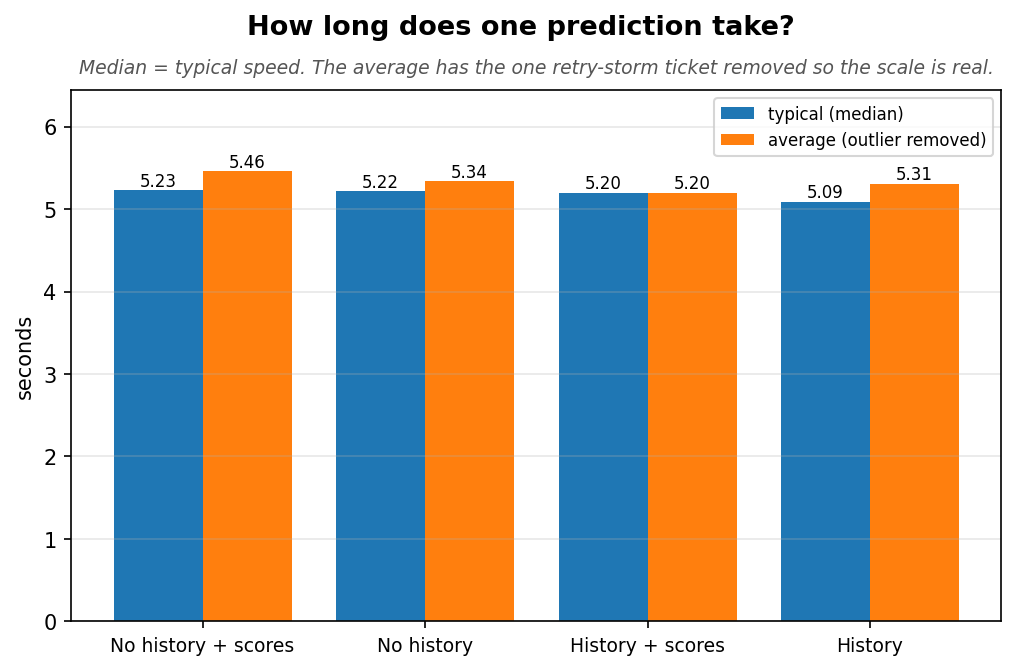 How long does one prediction take?
Median = typical speed. The average has the one retry-storm ticket removed so the scale is real.
typical (median)
average (outlier removed)
seconds
6
5
4
3
2
1
0
5.23
5.46
5.22
5.34
5.20
5.20
5.09
5.31
No history + scores
No history
History + scores
History